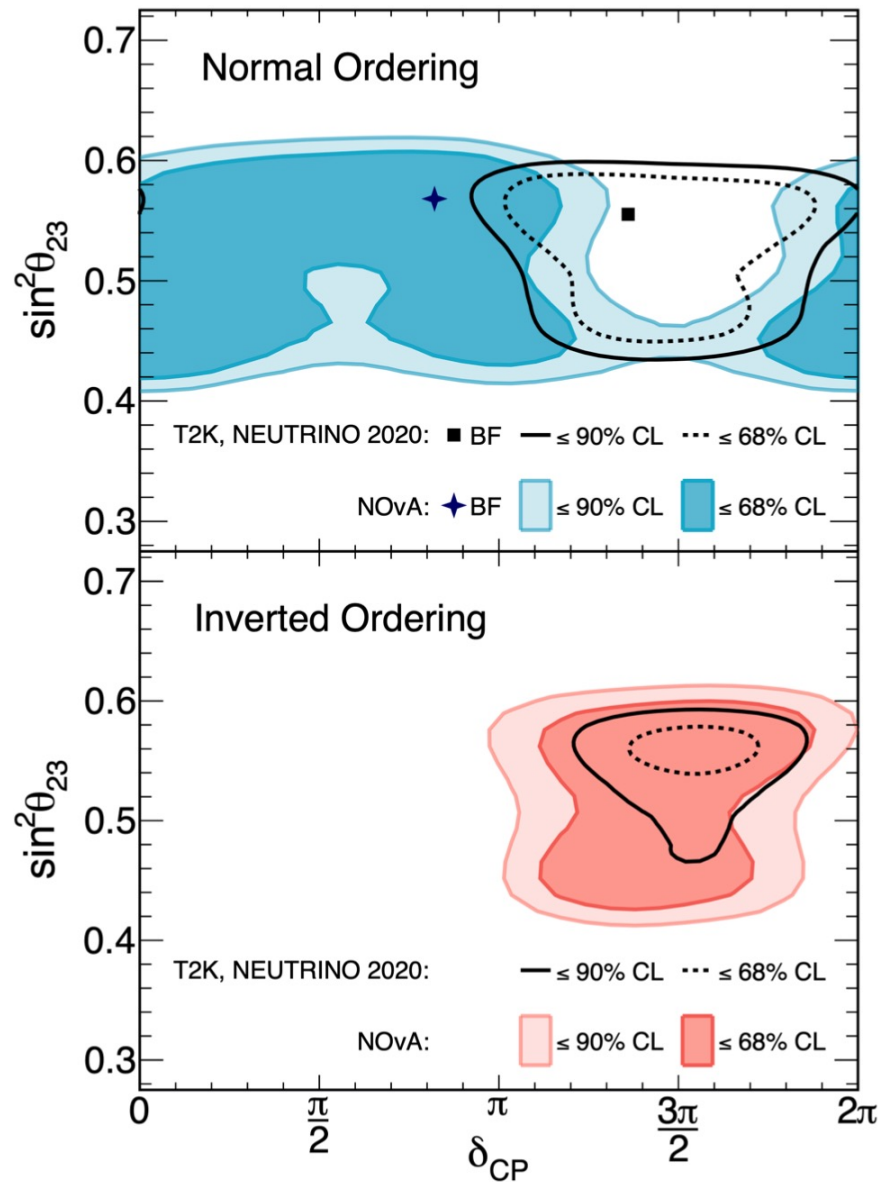 0.7
Normal Ordering
0.6
sin²θ₂₃
0.5
0.4
T2K, NEUTRINO 2020: BF ≤ 90% CL ≤ 68% CL
NOvA: BF ≤ 90% CL ≤ 68% CL
0.3
0.7
Inverted Ordering
0.6
sin²θ₂₃
0.5
0.4
T2K, NEUTRINO 2020: ≤ 90% CL ≤ 68% CL
NOvA: ≤ 90% CL ≤ 68% CL
0.3
0 π/2 π 3π/2 2π
δCP